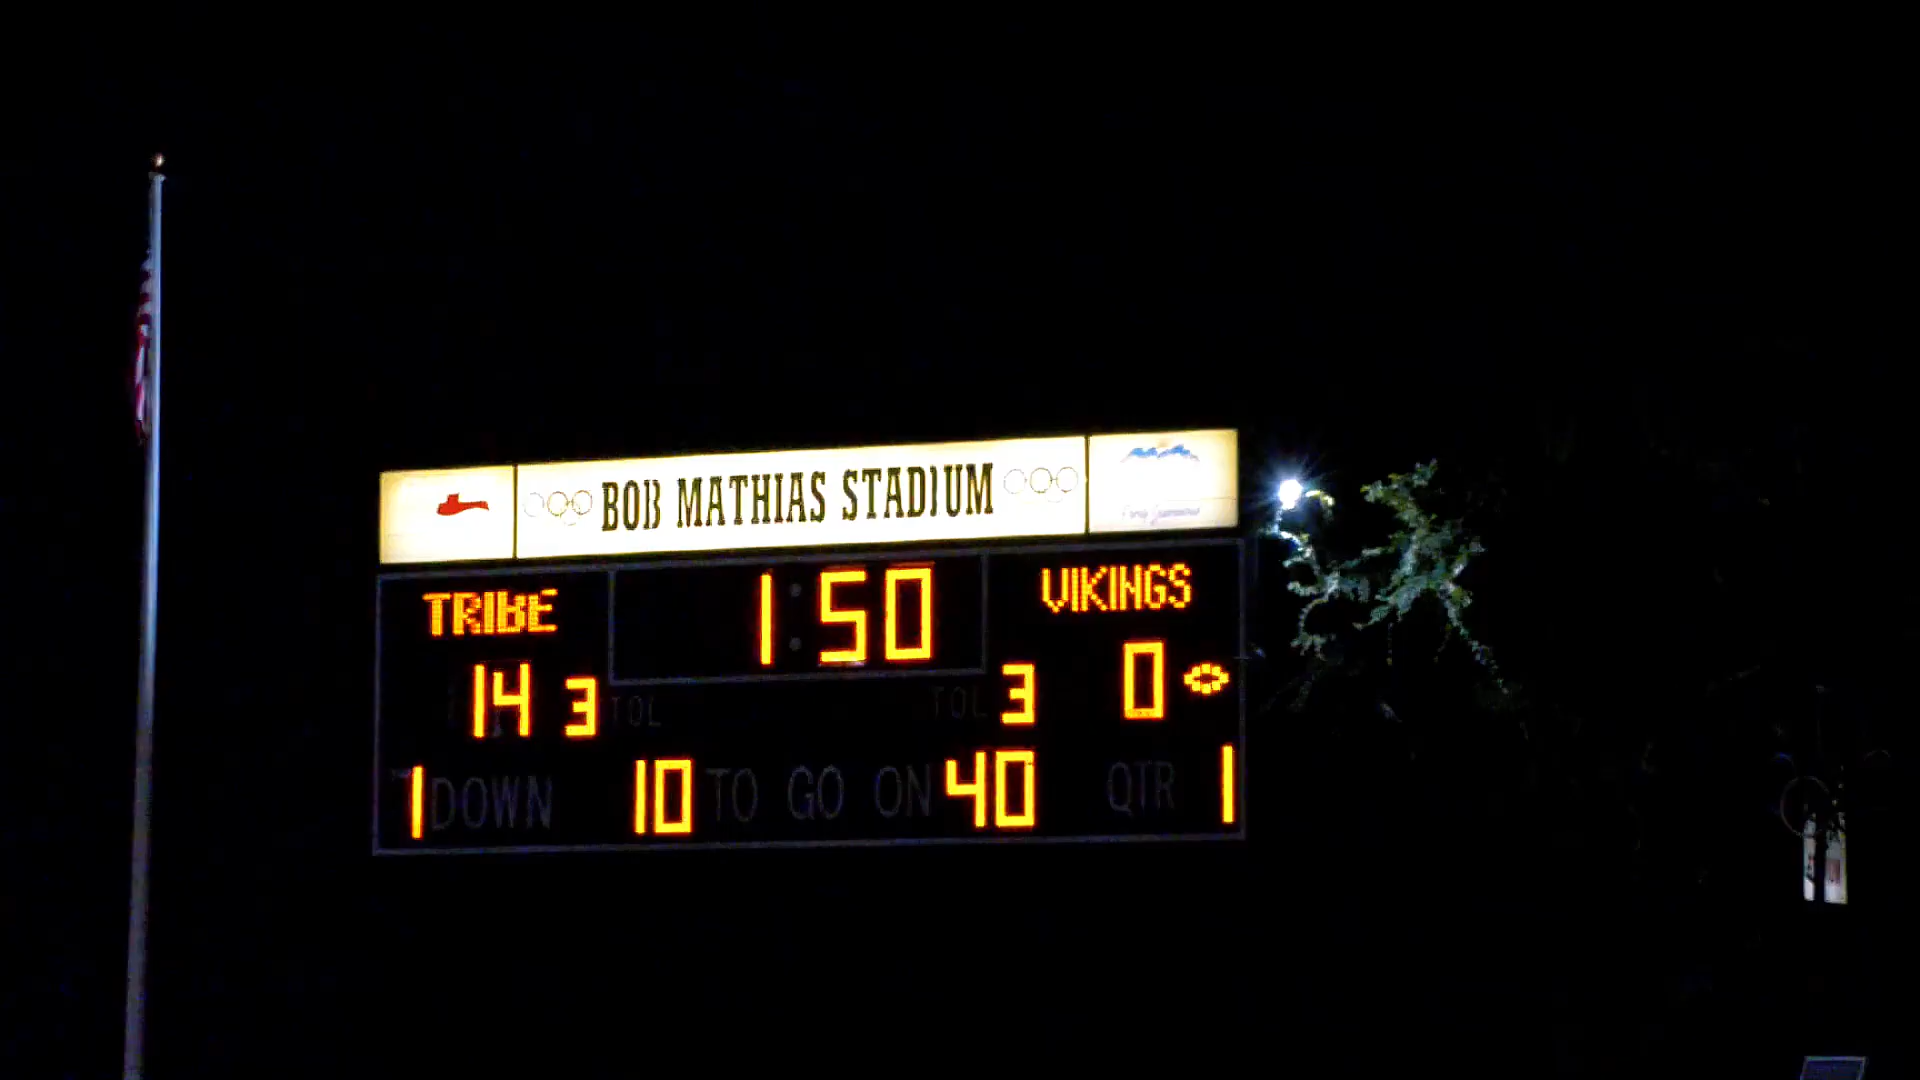 BOB MATHIAS STADIUM
TRIBE 1:50 VIKINGS
14 3 TOL TOL 3 0
1 DOWN 10 TO GO ON 40 QTR 1